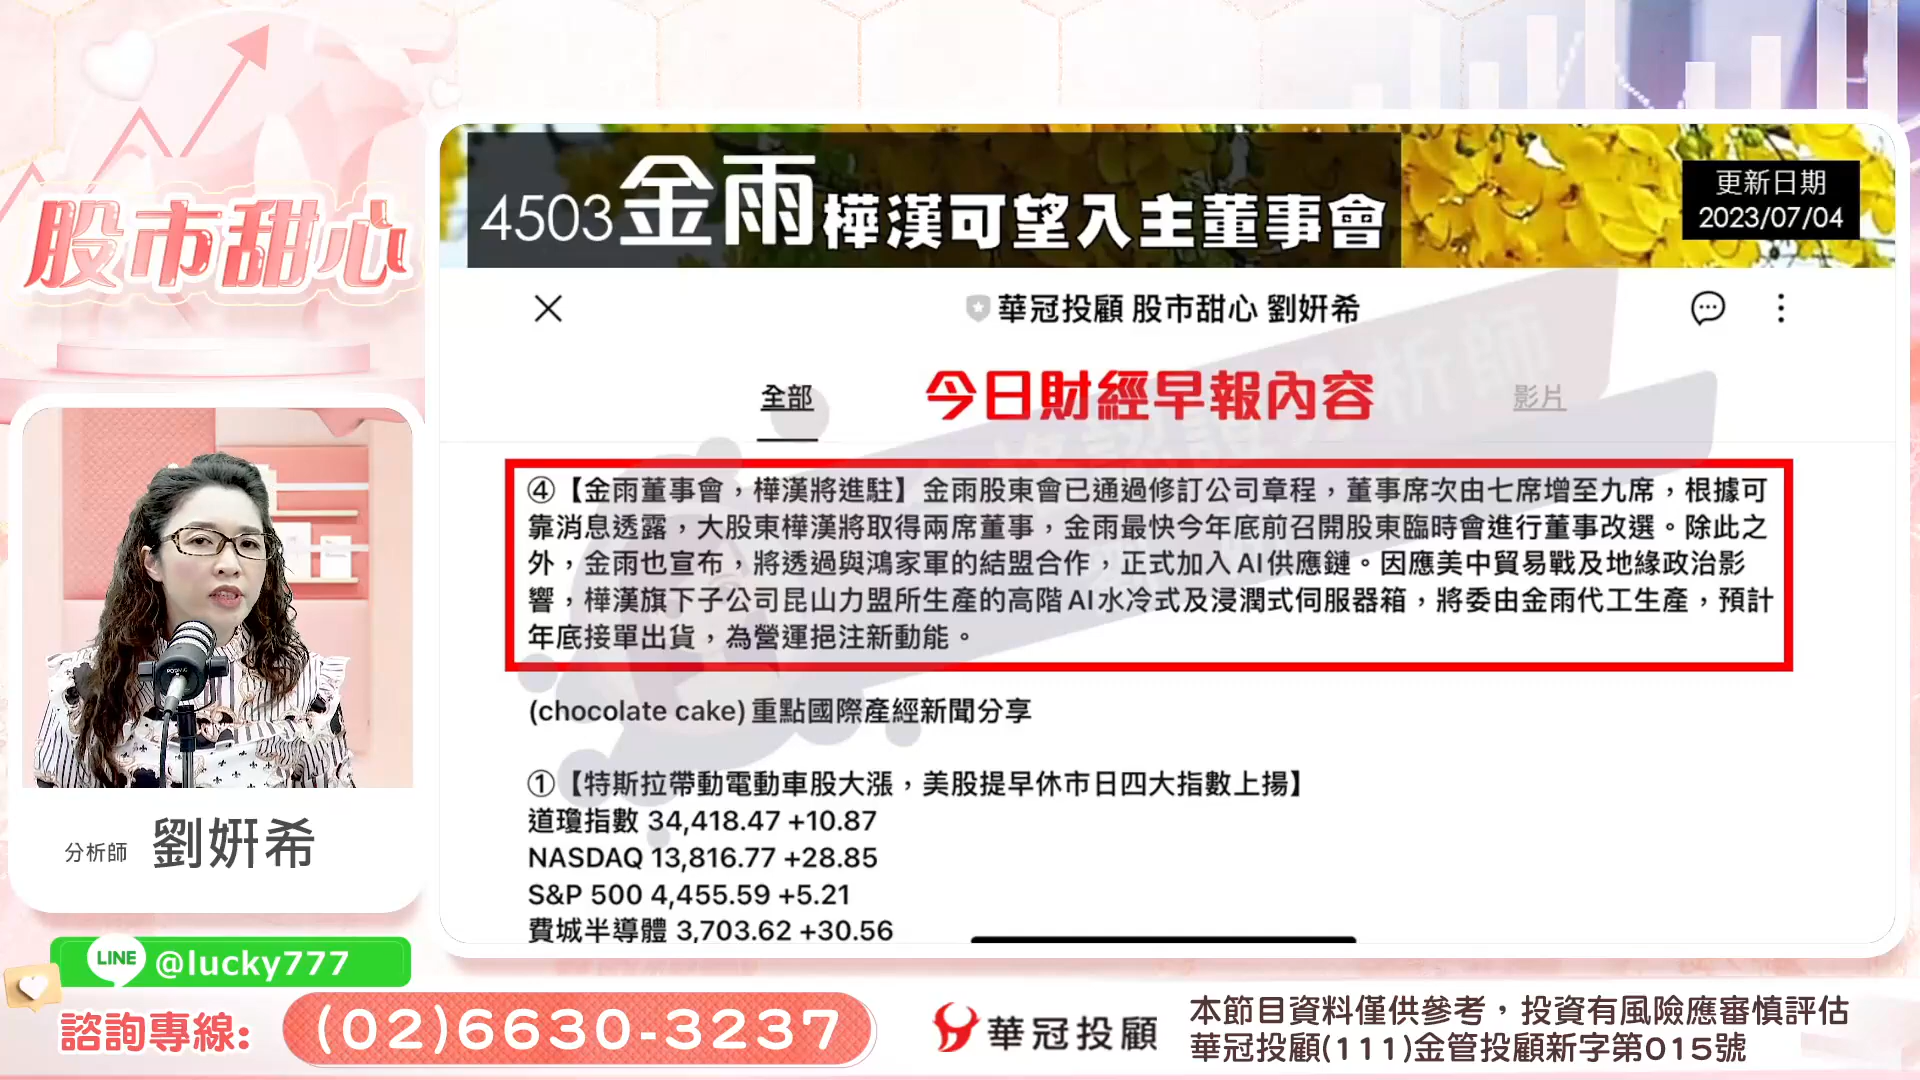 股市甜心
4503金雨樺漢可望入主董事會
更新日期
2023/07/04
華冠投顧 股市甜心 劉妍希
全部
今日財經早報內容
影片
④【金雨董事會，樺漢將進駐】金雨股東會已通過修訂公司章程，董事席次由七席增至九席，根據可
靠消息透露，大股東樺漢將取得兩席董事，金雨最快今年底前召開股東臨時會進行董事改選。除此之
外，金雨也宣布，將透過與鴻家軍的結盟合作，正式加入AI供應鏈。因應美中貿易戰及地緣政治影
響，樺漢旗下子公司昆山力盟所生產的高階AI水冷式及浸潤式伺服器箱，將委由金雨代工生產，預計
年底接單出貨，為營運挹注新動能。
(chocolate cake)重點國際產經新聞分享
①【特斯拉帶動電動車股大漲，美股提早休市日四大指數上揚】
道瓊指數 34,418.47 +10.87
NASDAQ 13,816.77 +28.85
S&P 500 4,455.59 +5.21
費城半導體 3,703.62 +30.56
分析師 劉妍希
LINE @lucky777
諮詢專線:
(02)6630-3237
華冠投顧
本節目資料僅供參考，投資有風險應審慎評估
華冠投顧(111)金管投顧新字第015號